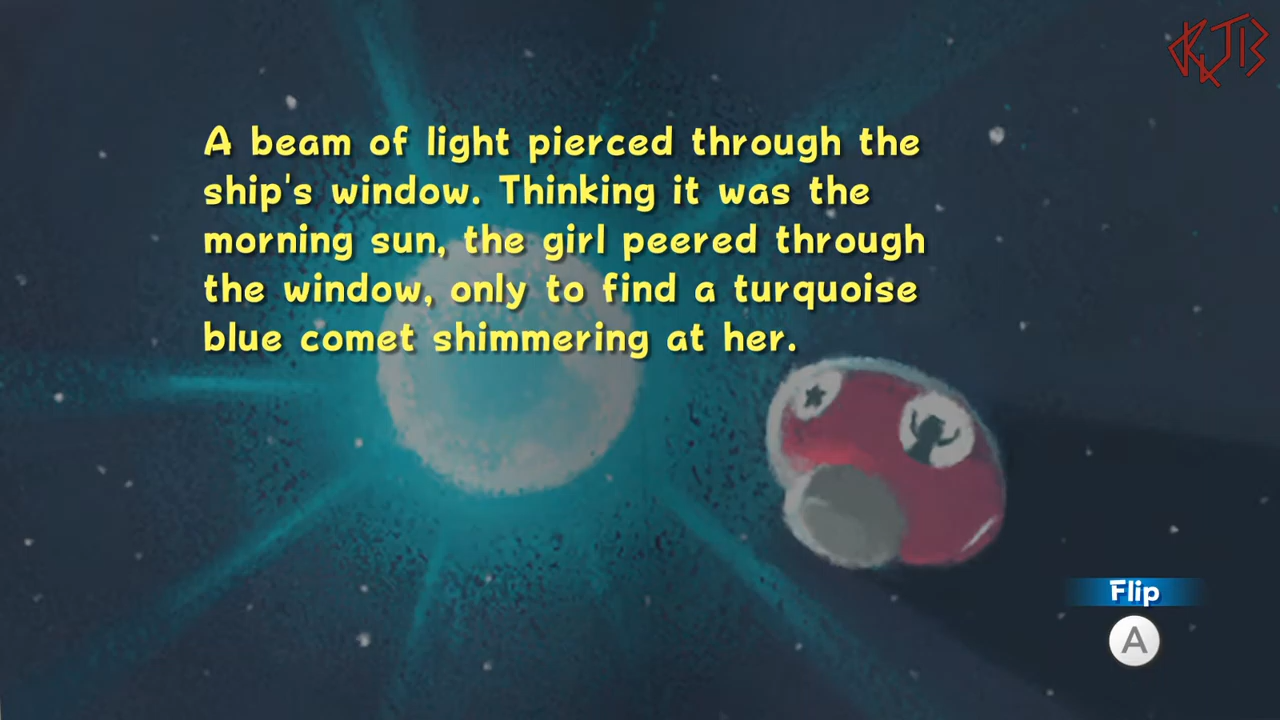 KJB
A beam of light pierced through the
ship's window. Thinking it was the
morning sun, the girl peered through
the window, only to find a turquoise
blue comet shimmering at her.
Flip
A